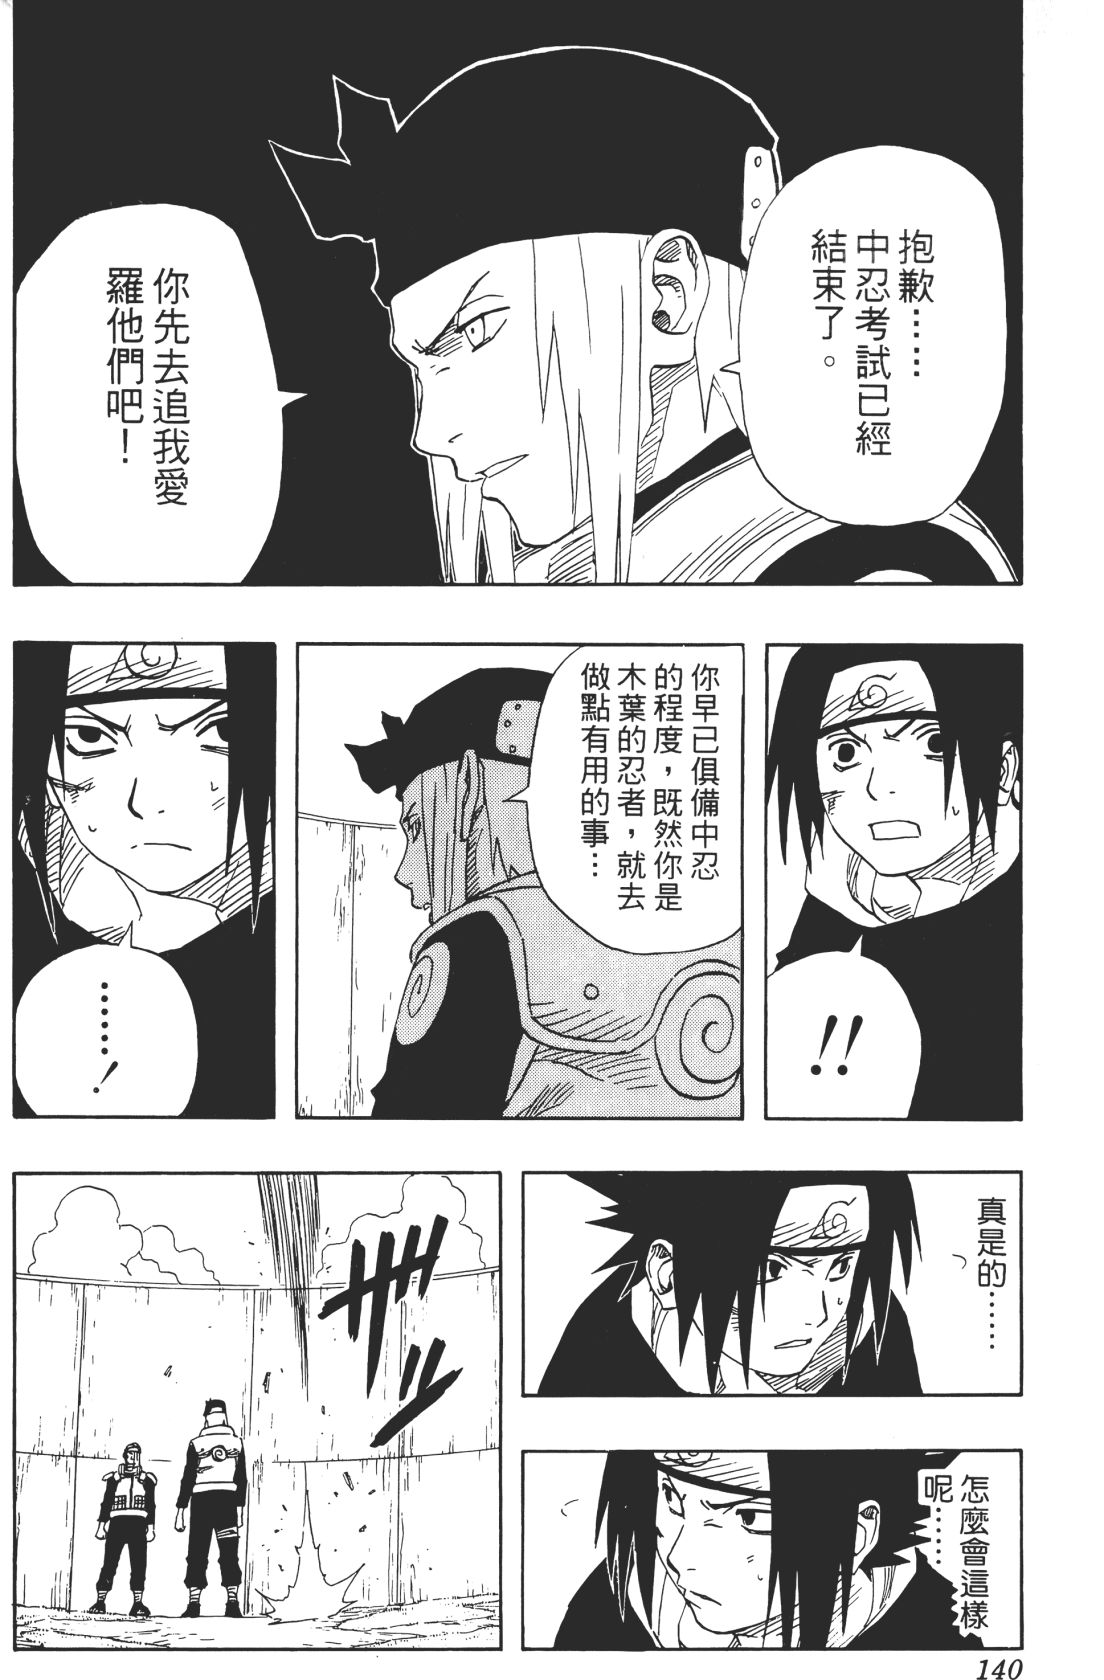 抱歉……
中忍考試已經
結束了。
你先去追我愛
羅他們吧！
!!
你早已俱備中忍
的程度，既然你是
木葉的忍者，就去
做點有用的事…
……！
真是的……
怎麼會這樣
呢……
140